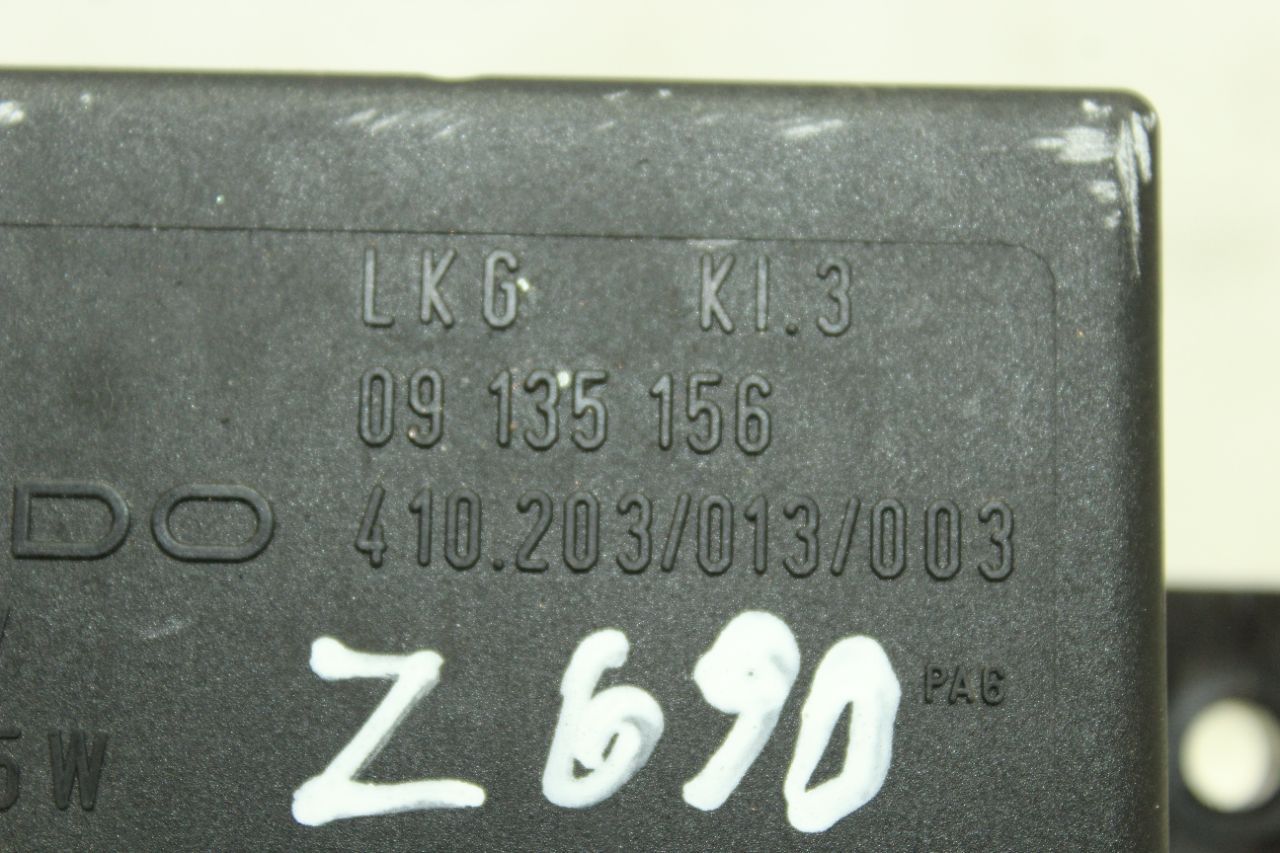 LKG KI.3
09 135 156
DO 410.203/013/003
Z 690
PA6
5W